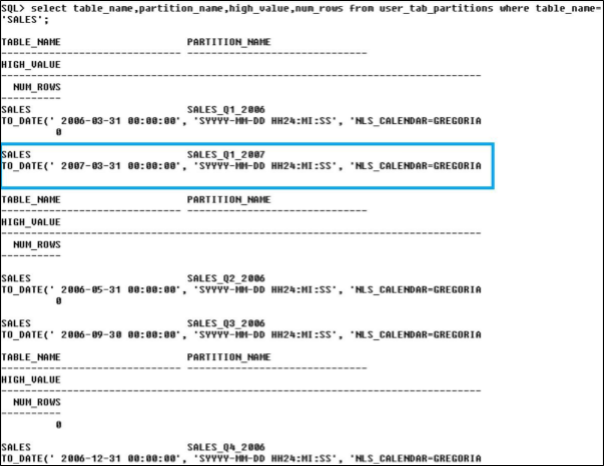 SQL> select table_name,partition_name,high_value,num_rows from user_tab_partitions where table_name=
'SALES';
TABLE_NAME PARTITION_NAME
------------------------------ ------------------------------
HIGH_VALUE
--------------------------------------------------------------------------------
NUM_ROWS
----------
SALES SALES_Q1_2006
TO_DATE(' 2006-03-31 00:00:00', 'SYYYY-MM-DD HH24:MI:SS', 'NLS_CALENDAR=GREGORIA
0
SALES SALES_Q1_2007
TO_DATE(' 2007-03-31 00:00:00', 'SYYYY-MM-DD HH24:MI:SS', 'NLS_CALENDAR=GREGORIA
TABLE_NAME PARTITION_NAME
------------------------------ ------------------------------
HIGH_VALUE
--------------------------------------------------------------------------------
NUM_ROWS
----------
SALES SALES_Q2_2006
TO_DATE(' 2006-05-31 00:00:00', 'SYYYY-MM-DD HH24:MI:SS', 'NLS_CALENDAR=GREGORIA
0
SALES SALES_Q3_2006
TO_DATE(' 2006-09-30 00:00:00', 'SYYYY-MM-DD HH24:MI:SS', 'NLS_CALENDAR=GREGORIA
TABLE_NAME PARTITION_NAME
------------------------------ ------------------------------
HIGH_VALUE
--------------------------------------------------------------------------------
NUM_ROWS
----------
0
SALES SALES_Q4_2006
TO_DATE(' 2006-12-31 00:00:00', 'SYYYY-MM-DD HH24:MI:SS', 'NLS_CALENDAR=GREGORIA